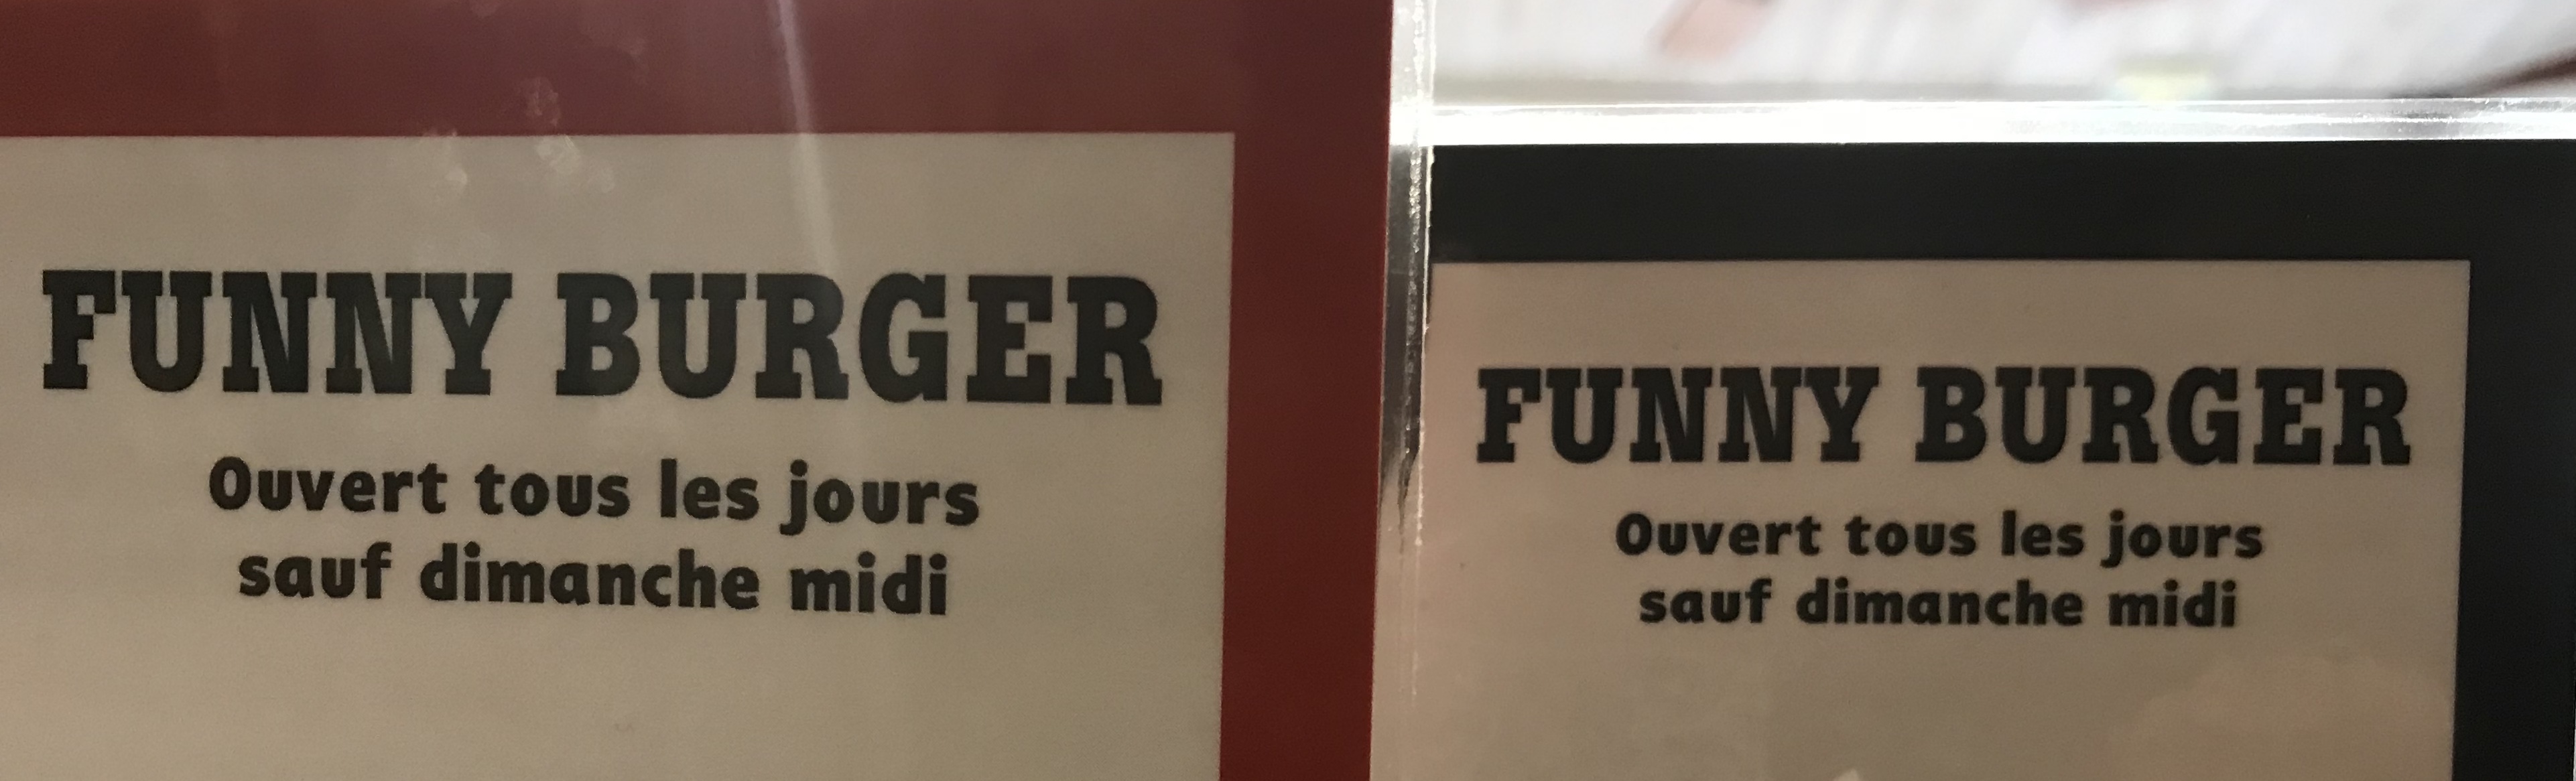 FUNNY BURGER
Ouvert tous les jours
sauf dimanche midi
FUNNY BURGER
Ouvert tous les jours
sauf dimanche midi